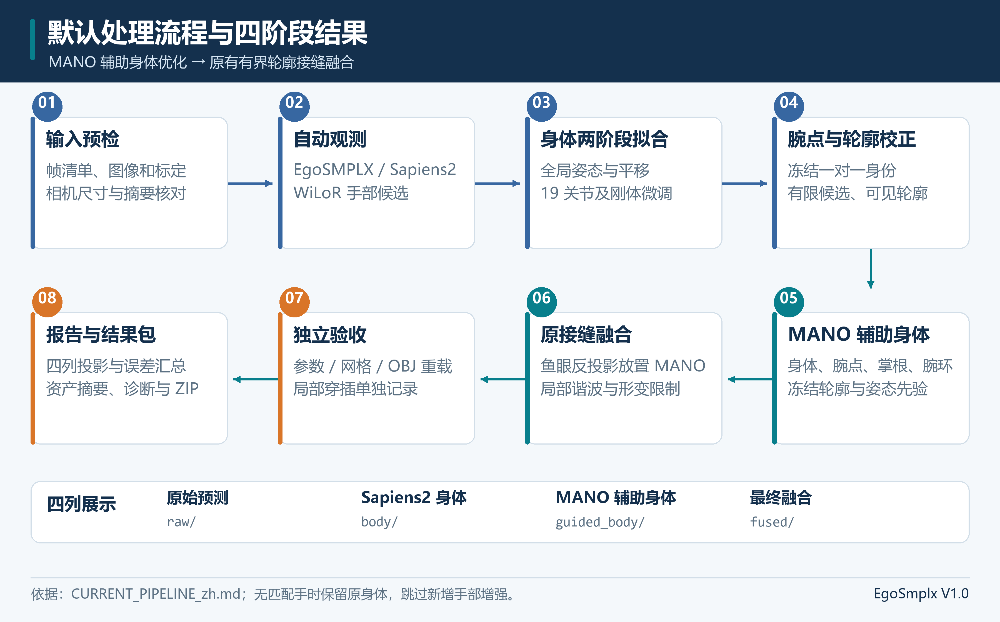 默认处理流程与四阶段结果
MANO 辅助身体优化 → 原有有界轮廓接缝融合
01
输入预检
帧清单、图像和标定
相机尺寸与摘要核对
02
自动观测
EgoSMPLX / Sapiens2
WiLoR 手部候选
03
身体两阶段拟合
全局姿态与平移
19 关节及刚体微调
04
腕点与轮廓校正
冻结一对一身份
有限候选、可见轮廓
05
MANO 辅助身体
身体、腕点、掌根、腕环
冻结轮廓与姿态先验
06
原接缝融合
鱼眼反投影放置 MANO
局部谐波与形变限制
07
独立验收
参数 / 网格 / OBJ 重载
局部穿插单独记录
08
报告与结果包
四列投影与误差汇总
资产摘要、诊断与 ZIP
四列展示
原始预测
raw/
Sapiens2 身体
body/
MANO 辅助身体
guided_body/
最终融合
fused/
依据：CURRENT_PIPELINE_zh.md；无匹配手时保留原身体，跳过新增手部增强。
EgoSmplx V1.0